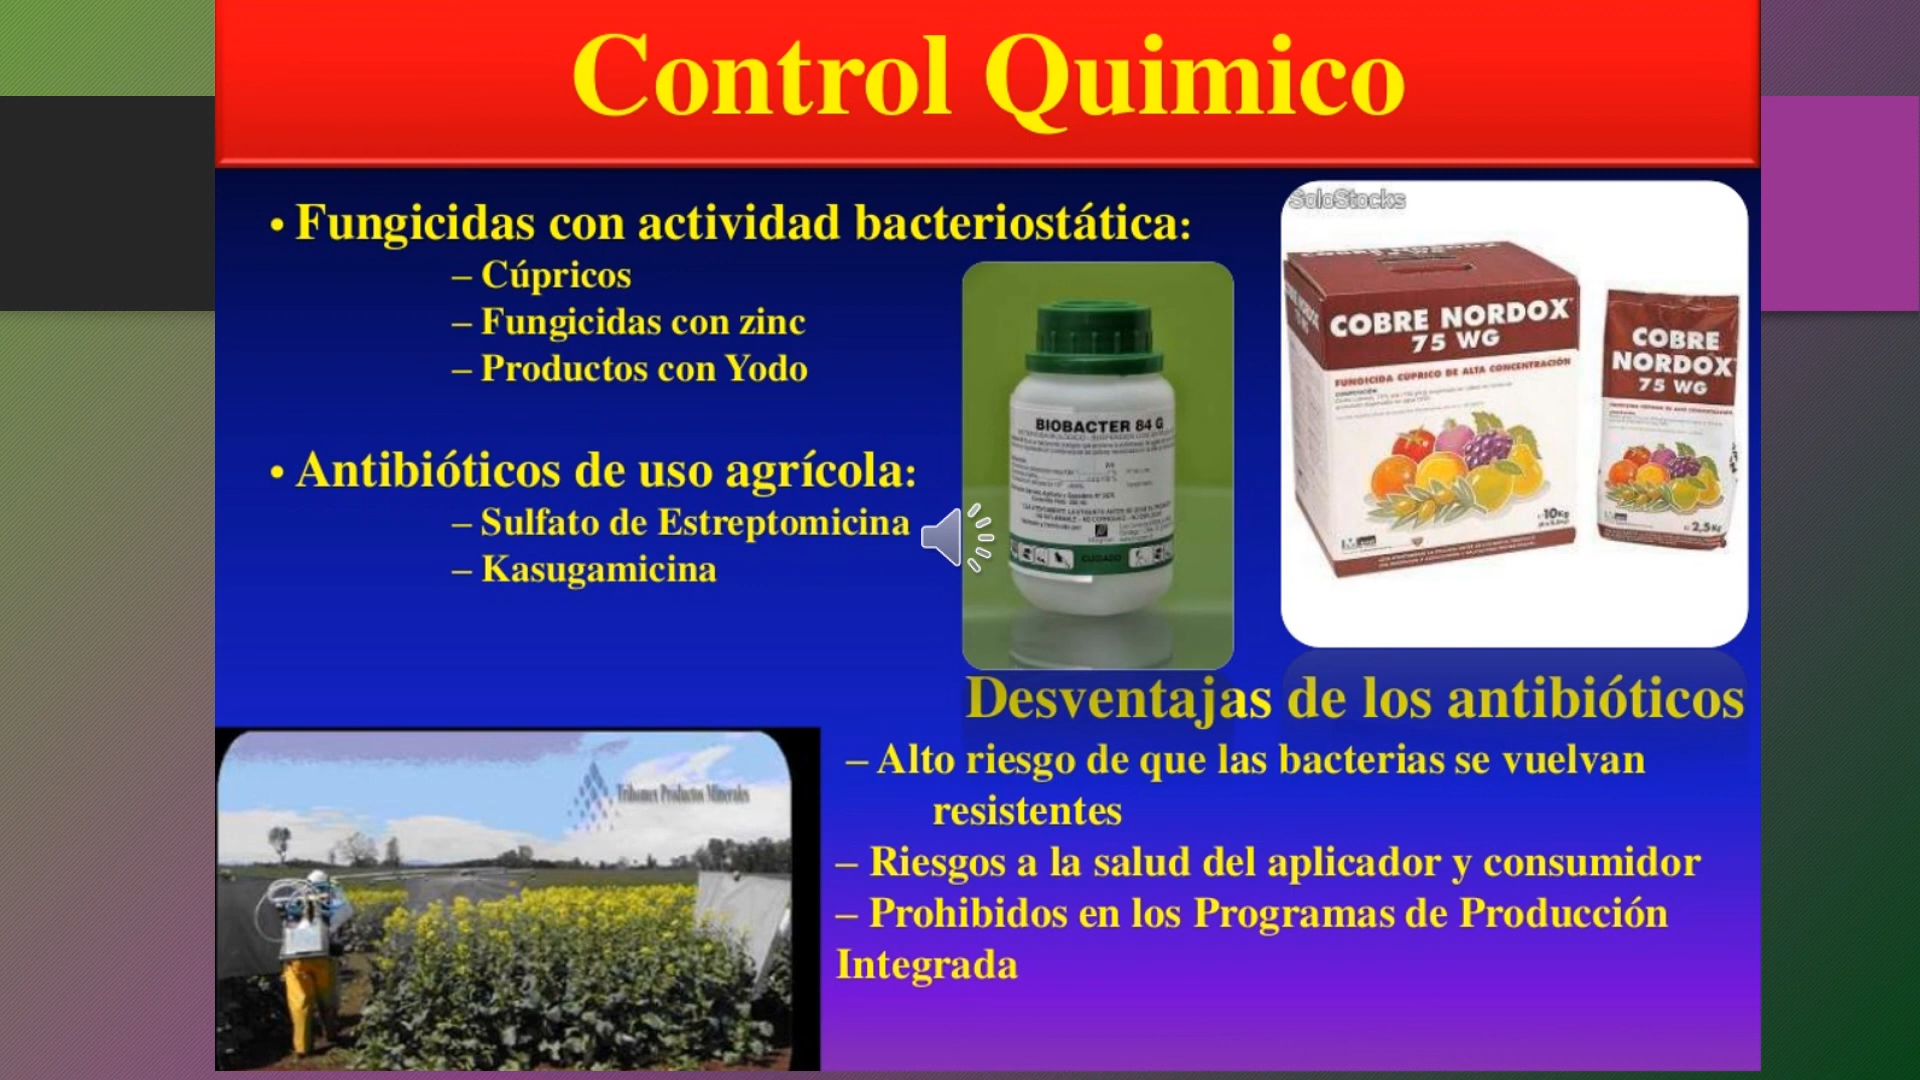 Control Quimico
• Fungicidas con actividad bacteriostática:
– Cúpricos
– Fungicidas con zinc
– Productos con Yodo
• Antibióticos de uso agrícola:
– Sulfato de Estreptomicina
– Kasugamicina
BIOBACTER 84 G
CUIDADO
SoloStocks
COBRE NORDOX
75 WG
FUNGICIDA CÚPRICO DE ALTA CONCENTRACIÓN
10Kg
COBRE
NORDOX
75 WG
2,5Kg
Desventajas de los antibióticos
– Alto riesgo de que las bacterias se vuelvan
resistentes
– Riesgos a la salud del aplicador y consumidor
– Prohibidos en los Programas de Producción
Integrada
Productos Minerales